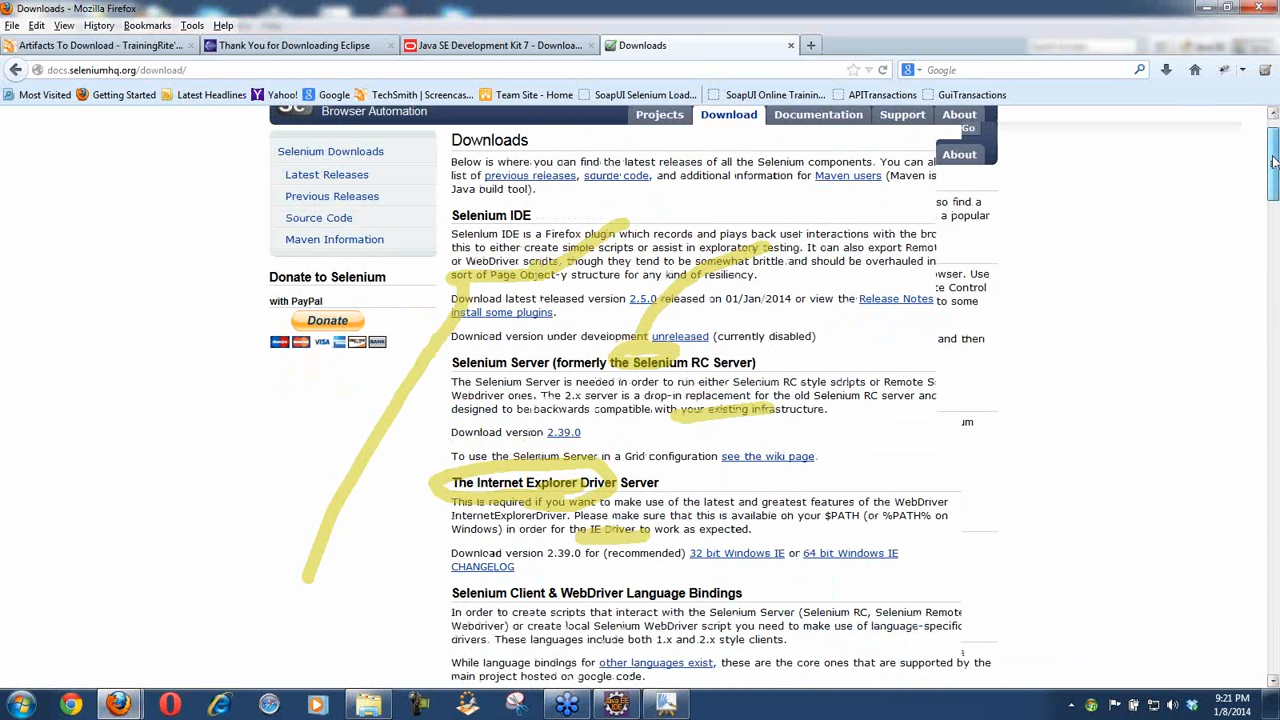 Downloads - Mozilla Firefox
File Edit View History Bookmarks Tools Help
Artifacts To Download - TrainingRite's
Thank You for Downloading Eclipse
Java SE Development Kit 7 - Downloa...
Downloads
docs.seleniumhq.org/download/
Google
Most Visited Getting Started Latest Headlines Yahoo! Google TechSmith | Screencas... Team Site - Home SoapUI Selenium Load... SoapUI Online Trainin... APITransactions GuiTransactions
Browser Automation
Projects Download Documentation Support About
Go
About
Selenium Downloads
Latest Releases
Previous Releases
Source Code
Maven Information
Donate to Selenium
with PayPal
Donate
VISA
BANK
Downloads
Below is where you can find the latest releases of all the Selenium components. You can al
so find a
list of previous releases, source code, and additional information for Maven users (Maven is
a popular
Java build tool).
Selenium IDE
Selenium IDE is a Firefox plugin which records and plays back user interactions with the bro
wser. Use
this to either create simple scripts or assist in exploratory testing. It can also export Remot
te Control
or WebDriver scripts, though they tend to be somewhat brittle and should be overhauled in
to some
sort of Page Object-y structure for any kind of resiliency.
Download latest released version 2.5.0 released on 01/Jan/2014 or view the Release Notes
and then
install some plugins.
Download version under development unreleased (currently disabled)
Selenium Server (formerly the Selenium RC Server)
The Selenium Server is needed in order to run either Selenium RC style scripts or Remote S
Webdriver ones. The 2.x server is a drop-in replacement for the old Selenium RC server and
designed to be backwards compatible with your existing infrastructure.
um
Download version 2.39.0
To use the Selenium Server in a Grid configuration see the wiki page.
The Internet Explorer Driver Server
This is required if you want to make use of the latest and greatest features of the WebDriver
InternetExplorerDriver. Please make sure that this is available on your $PATH (or %PATH% on
Windows) in order for the IE Driver to work as expected.
Download version 2.39.0 for (recommended) 32 bit Windows IE or 64 bit Windows IE
CHANGELOG
Selenium Client & WebDriver Language Bindings
In order to create scripts that interact with the Selenium Server (Selenium RC, Selenium Remote
Webdriver) or create local Selenium WebDriver script you need to make use of language-specific
drivers. These languages include both 1.x and 2.x style clients.
While language bindings for other languages exist, these are the core ones that are supported by the
main project hosted on google code.
9:21 PM
1/8/2014